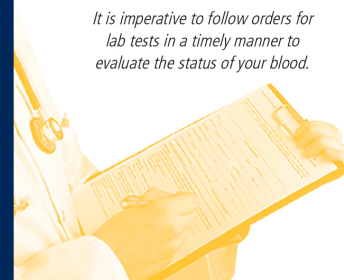 It is imperative to follow orders for
lab tests in a timely manner to
evaluate the status of your blood.